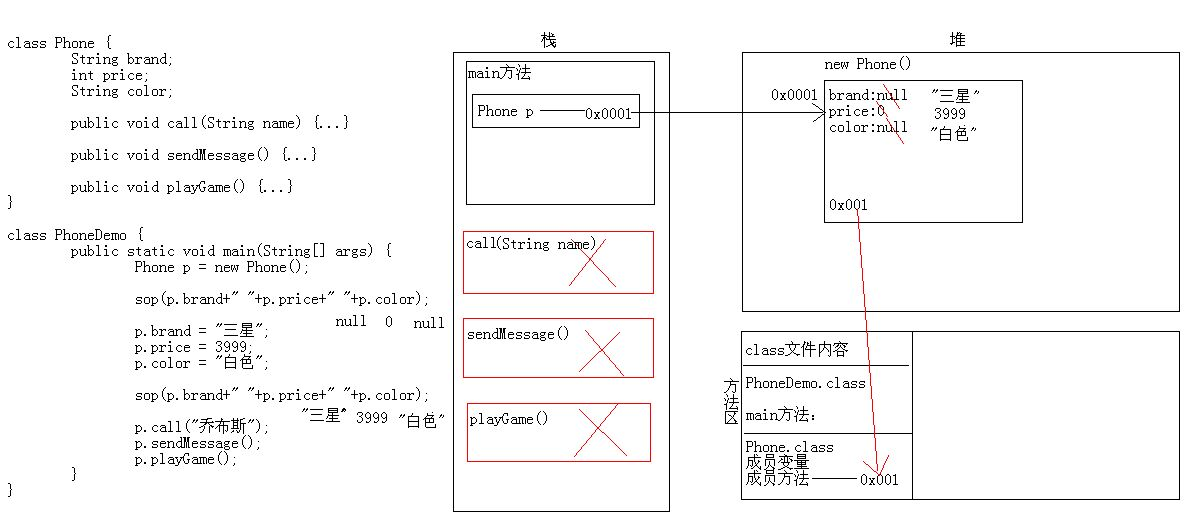 class Phone {
String brand;
int price;
String color;
public void call(String name) {...}
public void sendMessage() {...}
public void playGame() {...}
}
class PhoneDemo {
public static void main(String[] args) {
Phone p = new Phone();
sop(p.brand+" "+p.price+" "+p.color);
null 0 null
p.brand = "三星";
p.price = 3999;
p.color = "白色";
sop(p.brand+" "+p.price+" "+p.color);
"三星" 3999 "白色"
p.call("乔布斯");
p.sendMessage();
p.playGame();
}
}
栈
main方法
Phone p
0x0001
call(String name)
sendMessage()
playGame()
堆
new Phone()
0x0001
brand:null "三星"
price:0 3999
color:null "白色"
0x001
方法区
class文件内容
PhoneDemo.class
main方法:
Phone.class
成员变量
成员方法 0x001